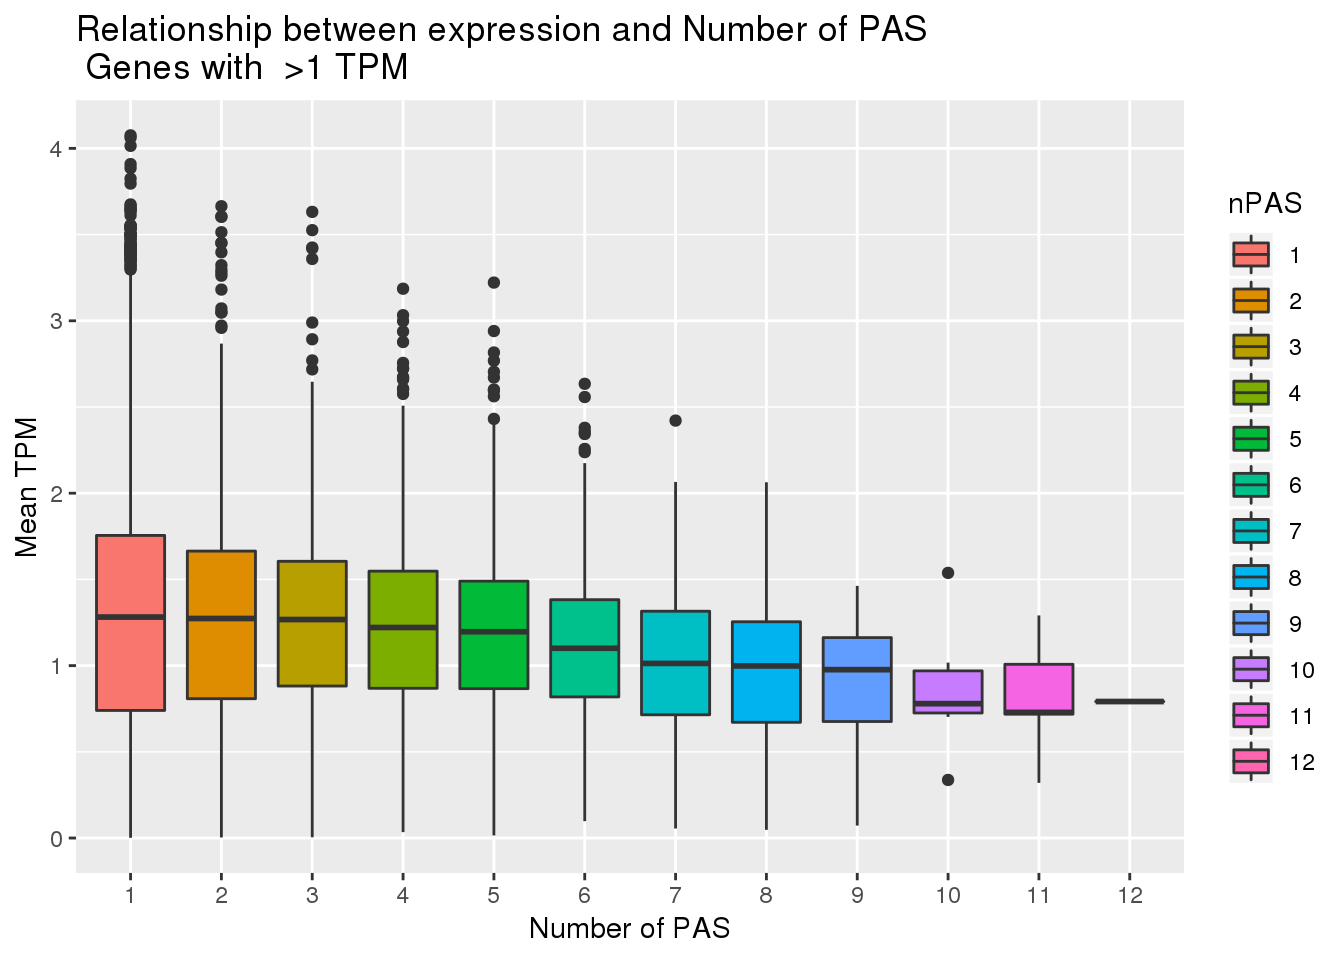 Relationship between expression and Number of PAS
Genes with  >1 TPM
4
3
2
1
0
Mean TPM
1 2 3 4 5 6 7 8 9 10 11 12
Number of PAS
nPAS
1
2
3
4
5
6
7
8
9
10
11
12